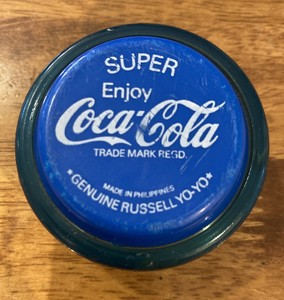 SUPER
Enjoy
Coca-Cola
TRADE MARK REGD.
MADE IN PHILIPPINES
*GENUINE RUSSELL YO-YO*